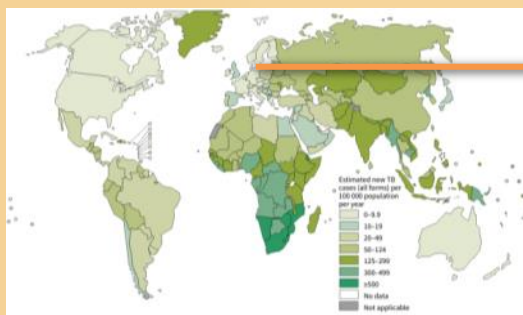 Estimated new TB
cases (all forms) per
100 000 population
per year
0–9.9
10–19
20–49
50–124
125–299
300–499
≥500
No data
Not applicable